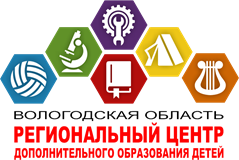 ВОЛОГОДСКАЯ ОБЛАСТЬ
РЕГИОНАЛЬНЫЙ ЦЕНТР
ДОПОЛНИТЕЛЬНОГО ОБРАЗОВАНИЯ ДЕТЕЙ